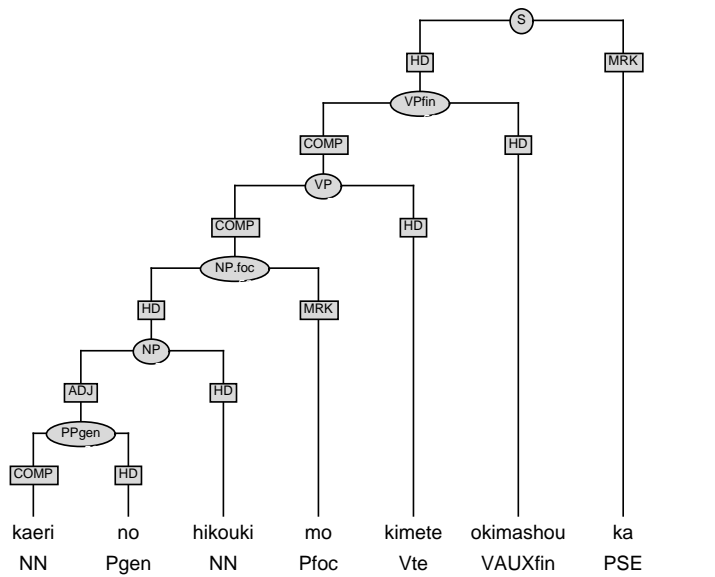 S
HD MRK
VPfin
COMP HD
VP
COMP HD
NP.foc
HD MRK
NP
ADJ HD
PPgen
COMP HD
kaeri no hikouki mo kimete okimashou ka
NN Pgen NN Pfoc Vte VAUXfin PSE